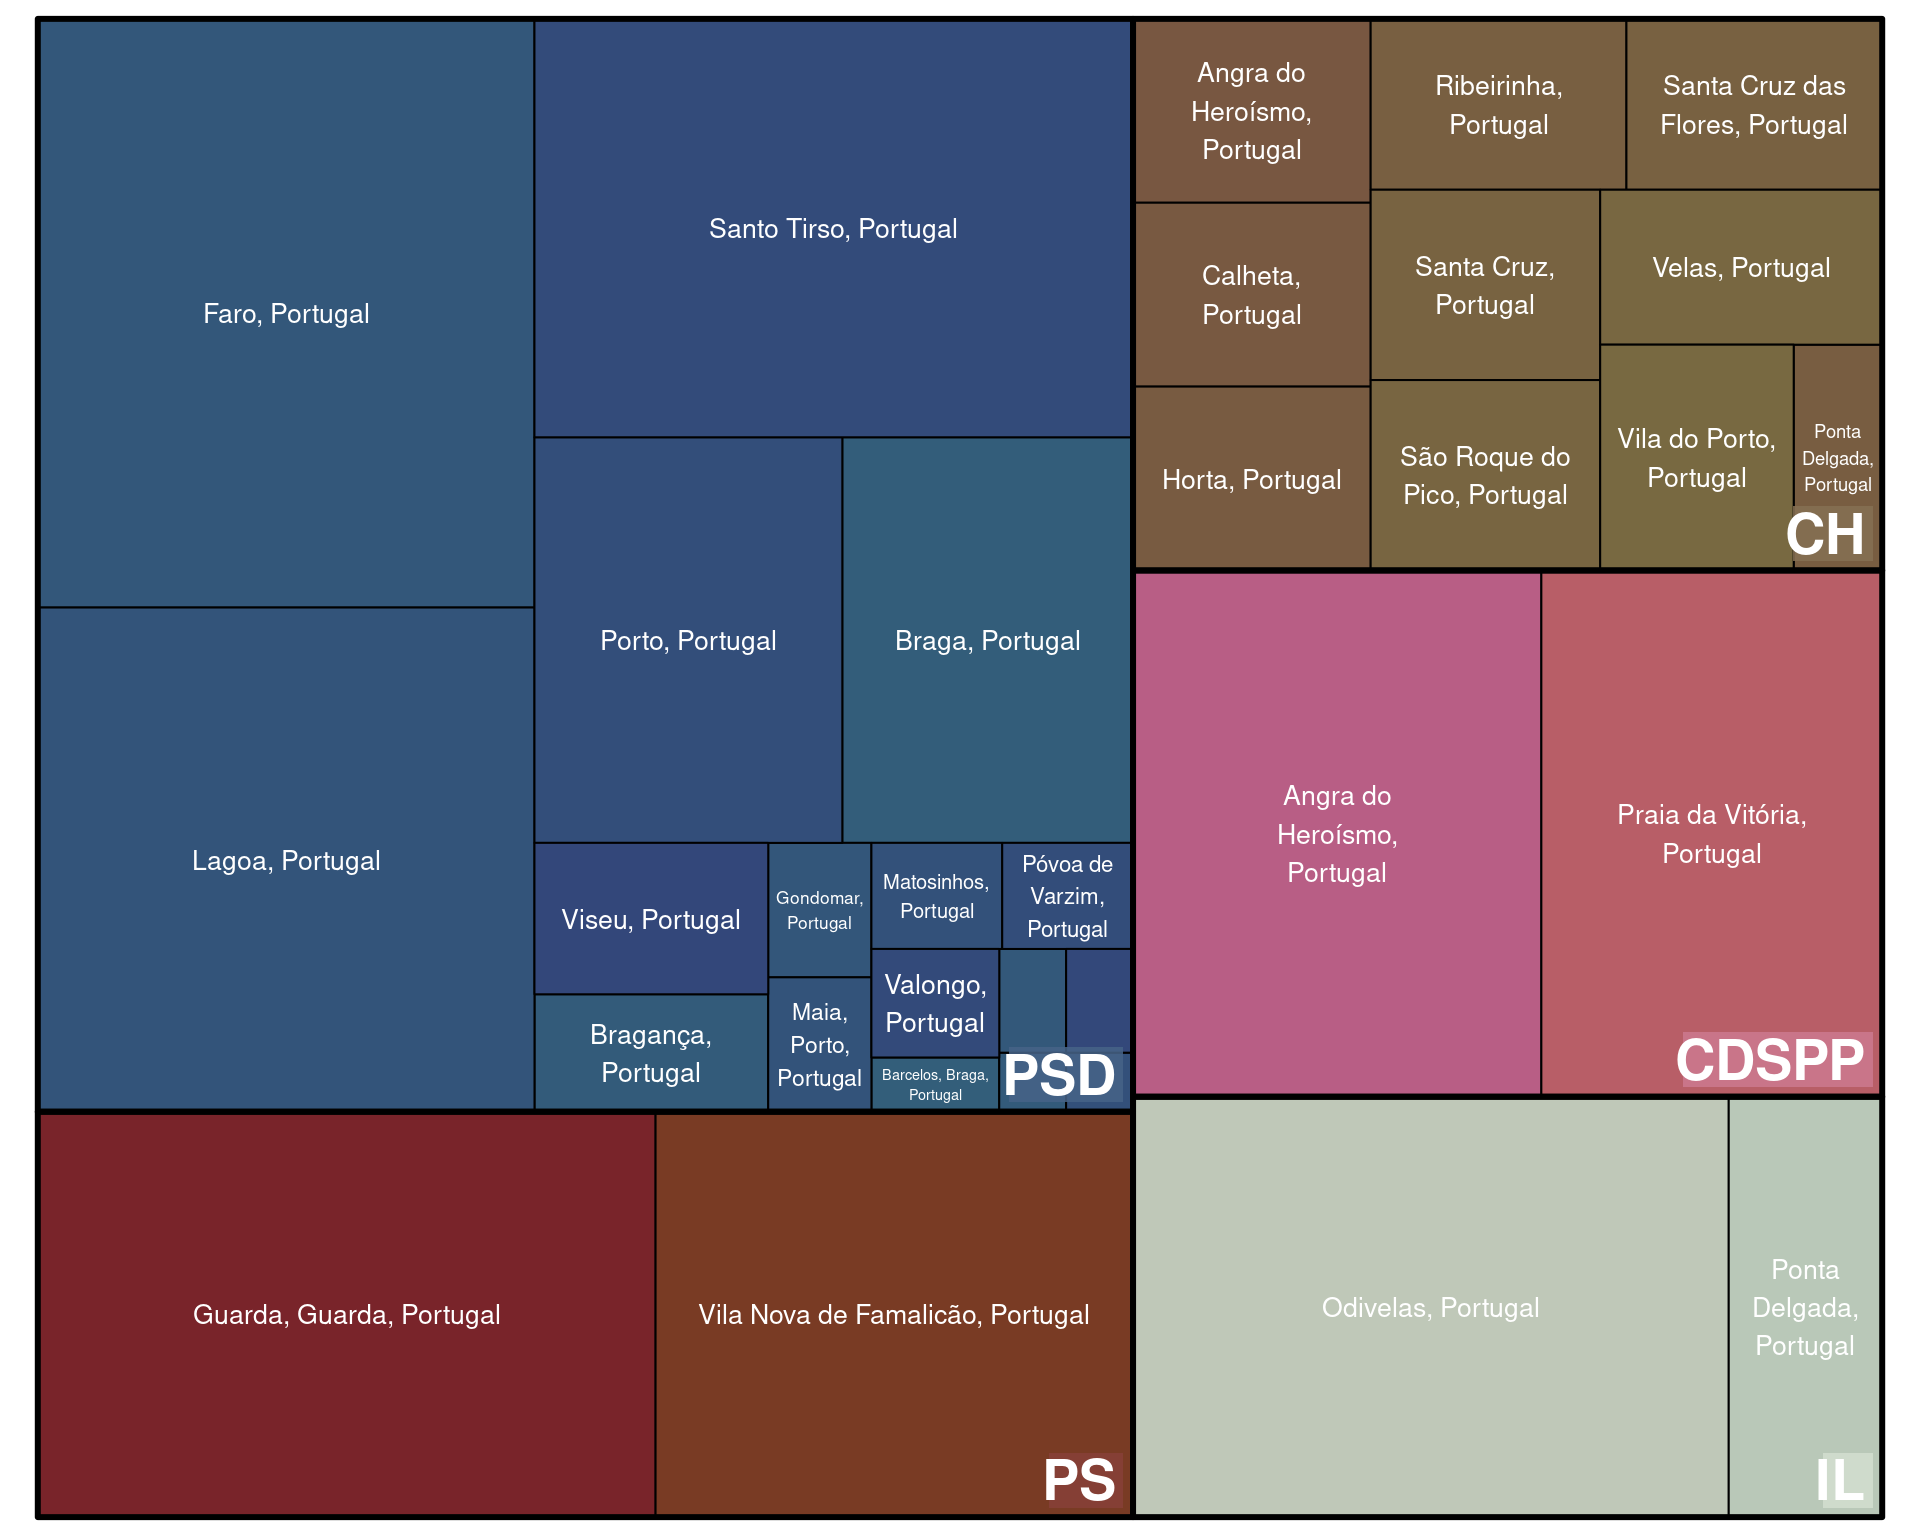 Faro, Portugal
Lagoa, Portugal
Santo Tirso, Portugal
Porto, Portugal
Braga, Portugal
Viseu, Portugal
Bragança,
Portugal
Gondomar,
Portugal
Maia,
Porto,
Portugal
Matosinhos,
Portugal
Póvoa de
Varzim,
Portugal
Valongo,
Portugal
Barcelos, Braga,
Portugal
PSD
Guarda, Guarda, Portugal
Vila Nova de Famalicão, Portugal
PS
Angra do
Heroísmo,
Portugal
Calheta,
Portugal
Horta, Portugal
Ribeirinha,
Portugal
Santa Cruz das
Flores, Portugal
Santa Cruz,
Portugal
São Roque do
Pico, Portugal
Velas, Portugal
Vila do Porto,
Portugal
Ponta
Delgada,
Portugal
CH
Angra do
Heroísmo,
Portugal
Praia da Vitória,
Portugal
CDSPP
Odivelas, Portugal
Ponta
Delgada,
Portugal
IL